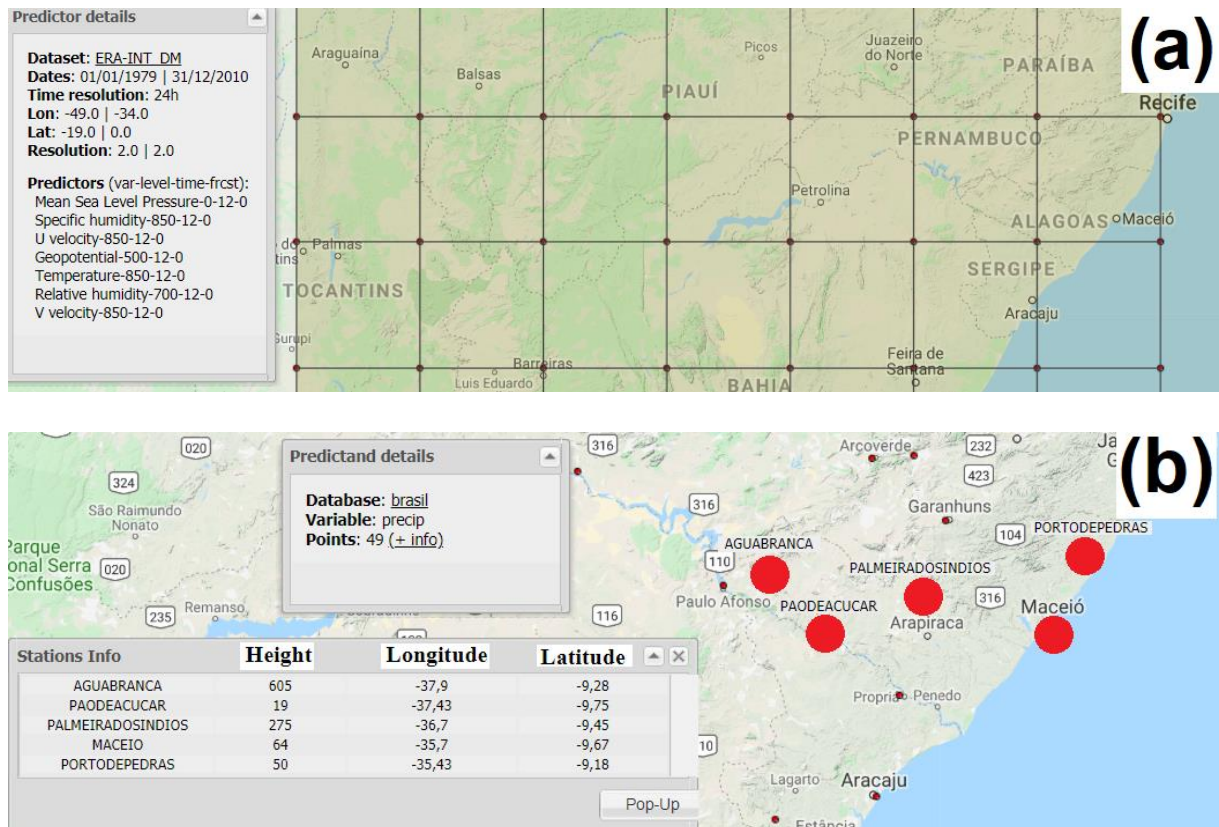 Predictor details
(a)
Dataset: ERA-INT_DM
Dates: 01/01/1979 | 31/12/2010
Time resolution: 24h
Lon: -49.0 | -34.0
Lat: -19.0 | 0.0
Resolution: 2.0 | 2.0
Predictors (var-level-time-frcst):
Mean Sea Level Pressure-0-12-0
Specific humidity-850-12-0
U velocity-850-12-0
Geopotential-500-12-0
Temperature-850-12-0
Relative humidity-700-12-0
V velocity-850-12-0
Araguaína
Balsas
Picos
Juazeiro
do Norte
PARAÍBA
PIAUÍ
Recife
PERNAMBUCO
Petrolina
ALAGOAS
Maceió
Palmas
SERGIPE
TOCANTINS
Aracaju
Gurupi
Feira de
Santana
Barreiras
Luis Eduardo
BAHIA
(b)
020
Predictand details
316
Arcoverde
232
423
324
Database: brasil
Variable: precip
Points: 49 (+ info)
São Raimundo
Nonato
316
Garanhuns
104
PORTODEPEDRAS
Parque
onal Serra
Confusões
020
AGUABRANCA
110
PALMEIRADOSINDIOS
Paulo Afonso
PAODEACUCAR
316
Maceió
235
Remanso
116
Arapiraca
Stations Info Height Longitude Latitude
AGUABRANCA 605 -37,9 -9,28
PAODEACUCAR 19 -37,43 -9,75
PALMEIRADOSINDIOS 275 -36,7 -9,45
MACEIO 64 -35,7 -9,67
PORTODEPEDRAS 50 -35,43 -9,18
Propriá
Penedo
10
Lagarto
Aracaju
Pop-Up
Estância